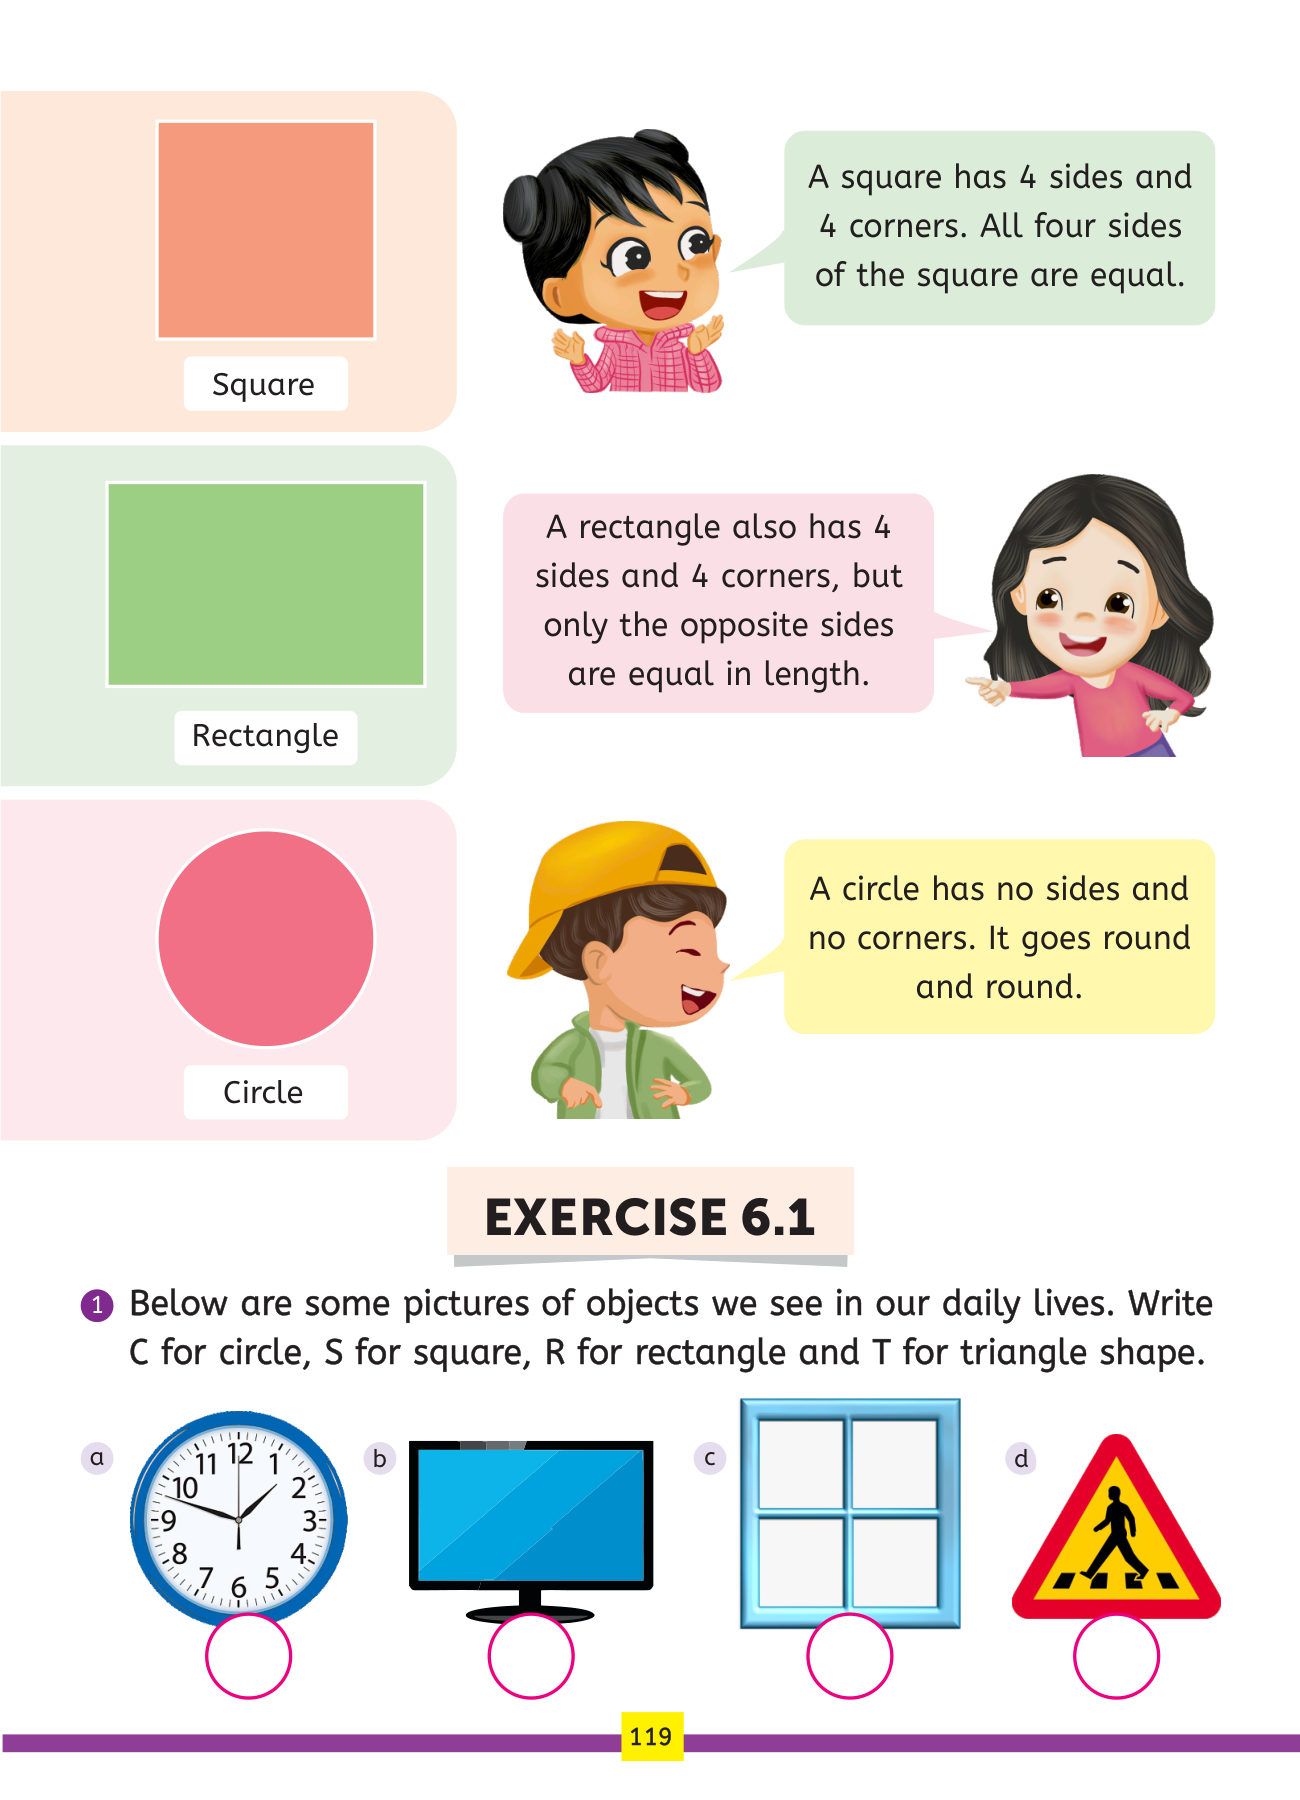 A square has 4 sides and
4 corners. All four sides
of the square are equal.
Square
A rectangle also has 4
sides and 4 corners, but
only the opposite sides
are equal in length.
Rectangle
A circle has no sides and
no corners. It goes round
and round.
Circle
EXERCISE 6.1
1 Below are some pictures of objects we see in our daily lives. Write
C for circle, S for square, R for rectangle and T for triangle shape.
a
12
1
2
3
4
5
6
7
8
9
10
11
b
c
d
119